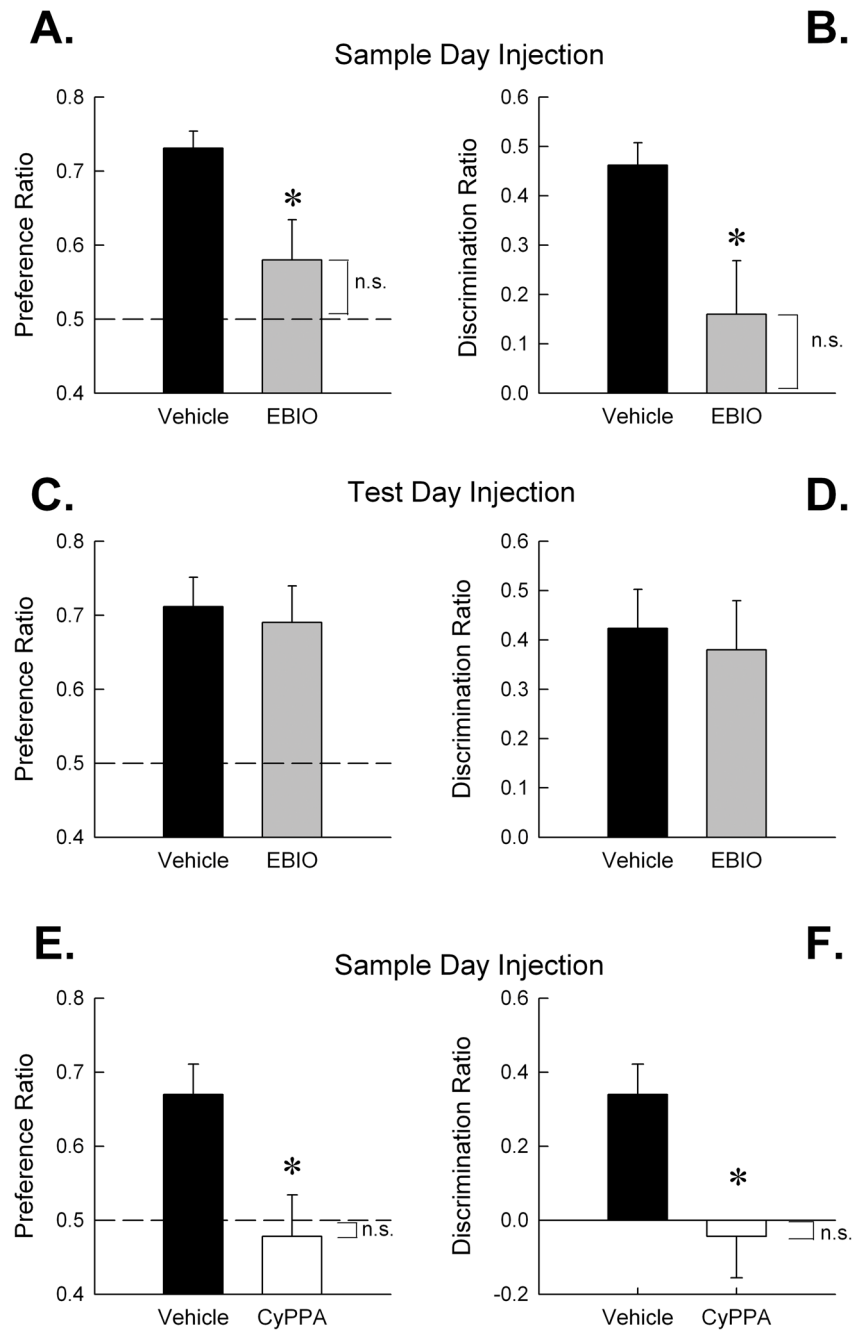 A.
B.
Sample Day Injection
Preference Ratio
0.8
0.7
0.6
0.5
0.4
*
n.s.
Vehicle EBIO
Discrimination Ratio
0.6
0.5
0.4
0.3
0.2
0.1
0.0
*
n.s.
Vehicle EBIO
C.
Test Day Injection
D.
Preference Ratio
0.8
0.7
0.6
0.5
0.4
Vehicle EBIO
Discrimination Ratio
0.6
0.5
0.4
0.3
0.2
0.1
0.0
Vehicle EBIO
E.
F.
Sample Day Injection
Preference Ratio
0.8
0.7
0.6
0.5
0.4
*
n.s.
Vehicle CyPPA
Discrimination Ratio
0.6
0.4
0.2
0.0
-0.2
*
n.s.
Vehicle CyPPA